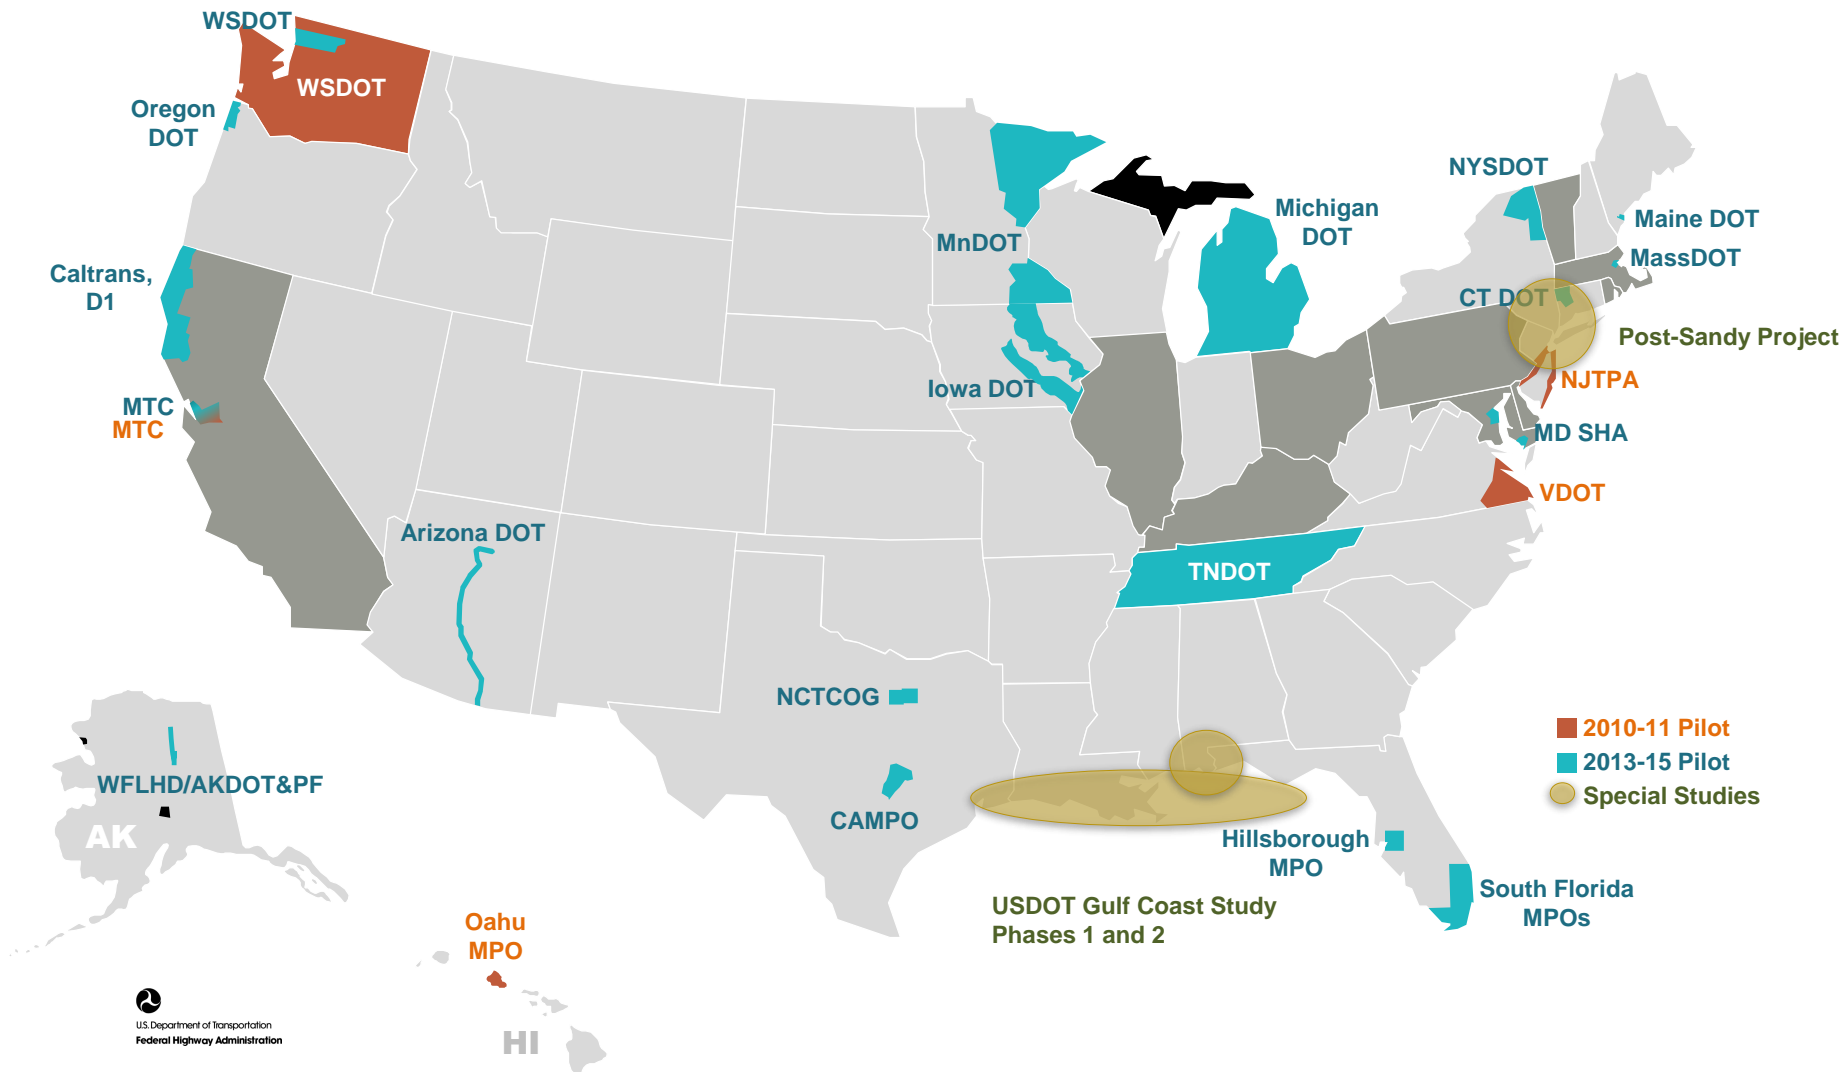 WSDOT
WSDOT
Oregon
DOT
NYSDOT
Michigan
DOT
Maine DOT
MnDOT
MassDOT
Caltrans,
D1
CT DOT
Post-Sandy Project
Iowa DOT
NJTPA
MTC
MTC
MD SHA
VDOT
Arizona DOT
TNDOT
NCTCOG
2010-11 Pilot
2013-15 Pilot
Special Studies
WFLHD/AKDOT&PF
AK
CAMPO
Hillsborough
MPO
South Florida
MPOs
USDOT Gulf Coast Study
Phases 1 and 2
Oahu
MPO
U.S. Department of Transportation
Federal Highway Administration
HI